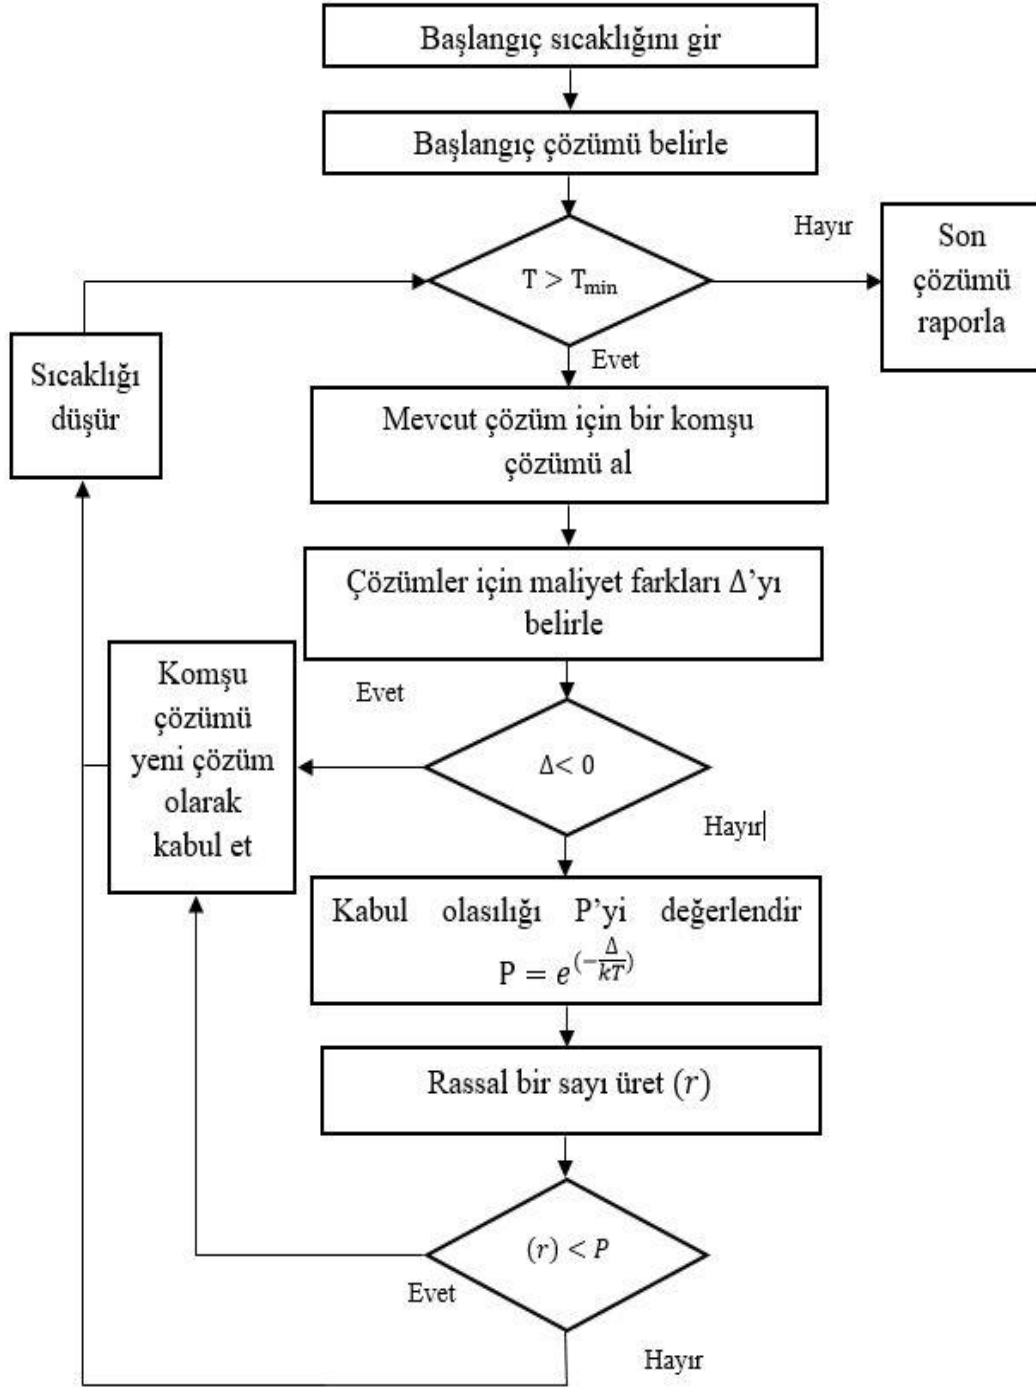 Başlangıç sıcaklığını gir
Başlangıç çözümü belirle
Hayır
Son
çözümü
raporla
T > Tmin
Evet
Sıcaklığı
düşür
Mevcut çözüm için bir komşu
çözümü al
Çözümler için maliyet farkları Δ’yı
belirle
Evet
Komşu
çözümü
yeni çözüm
olarak
kabul et
Δ< 0
Hayır
Kabul olasılığı P’yi değerlendir
P = e^(-Δ/kT)
Rassal bir sayı üret (r)
(r) < P
Evet
Hayır